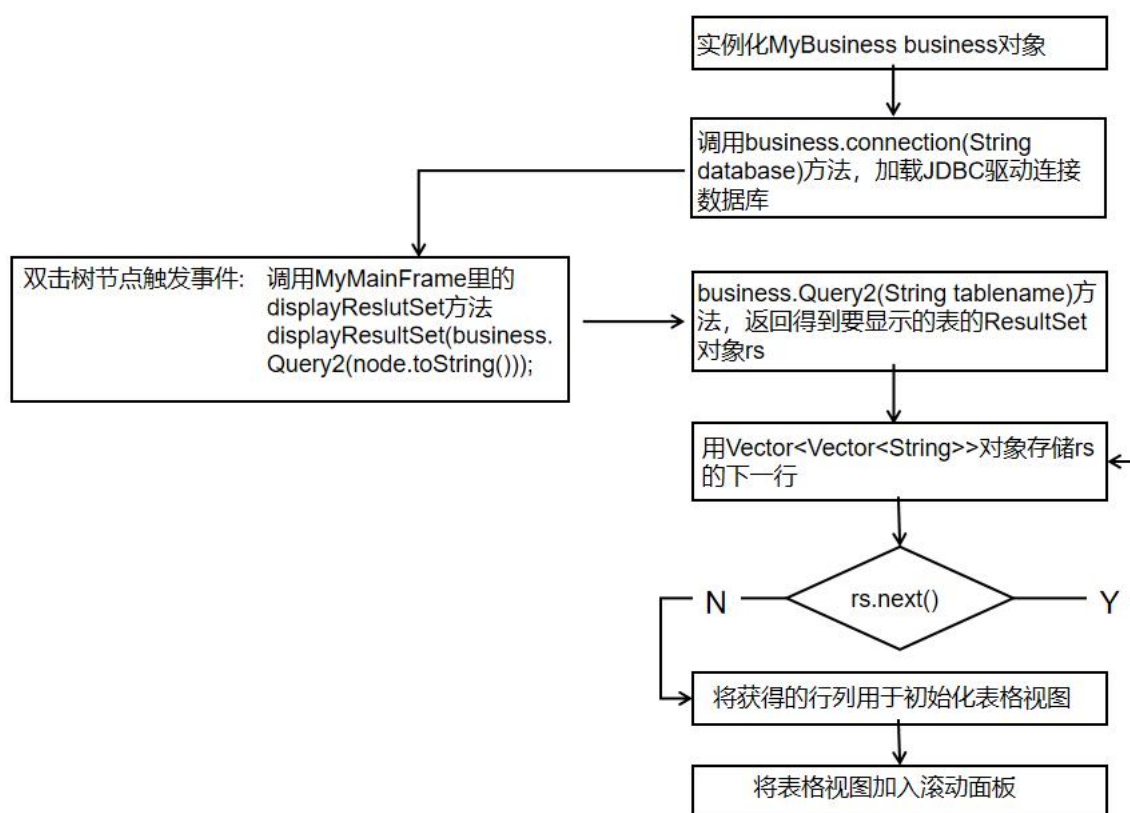 实例化MyBusiness business对象
调用business.connection(String
database)方法，加载JDBC驱动连接
数据库
双击树节点触发事件: 调用MyMainFrame里的
displayReslutSet方法
displayResultSet(business.
Query2(node.toString()));
business.Query2(String tablename)方
法，返回得到要显示的表的ResultSet
对象rs
用Vector<Vector<String>>对象存储rs
的下一行
N
rs.next()
Y
将获得的行列用于初始化表格视图
将表格视图加入滚动面板